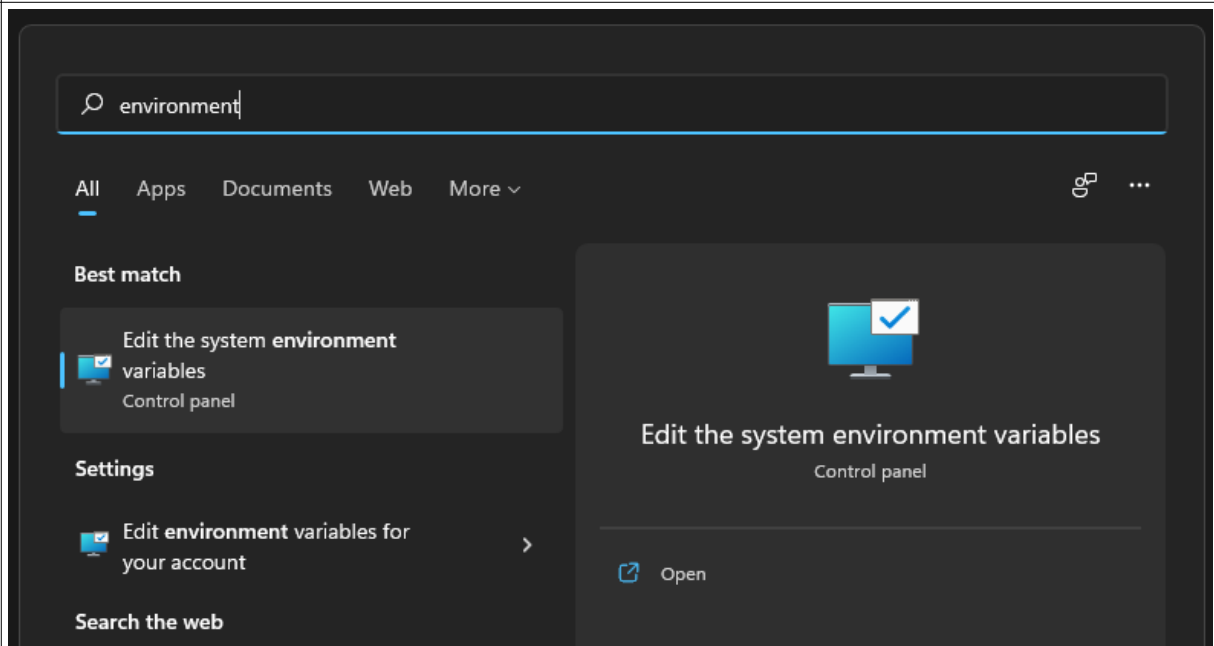 environment
All Apps Documents Web More
Best match
Edit the system environment
variables
Control panel
Settings
Edit environment variables for
your account
Search the web
Edit the system environment variables
Control panel
Open